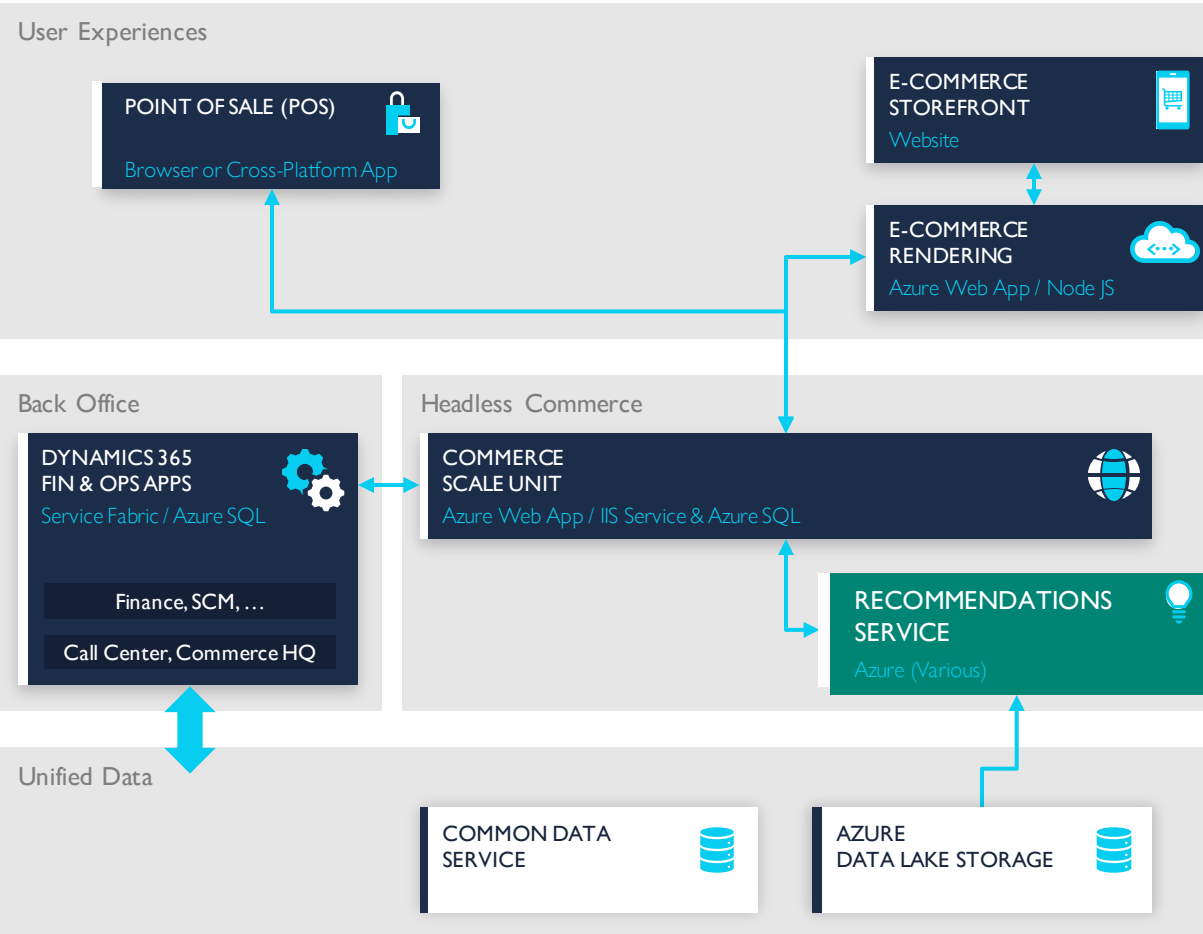 User Experiences
POINT OF SALE (POS)
Browser or Cross-Platform App
E-COMMERCE
STOREFRONT
Website
E-COMMERCE
RENDERING
Azure Web App / Node JS
Back Office
DYNAMICS 365
FIN & OPS APPS
Service Fabric / Azure SQL
Finance, SCM, …
Call Center, Commerce HQ
Headless Commerce
COMMERCE
SCALE UNIT
Azure Web App / IIS Service & Azure SQL
RECOMMENDATIONS
SERVICE
Azure (Various)
Unified Data
COMMON DATA
SERVICE
AZURE
DATA LAKE STORAGE